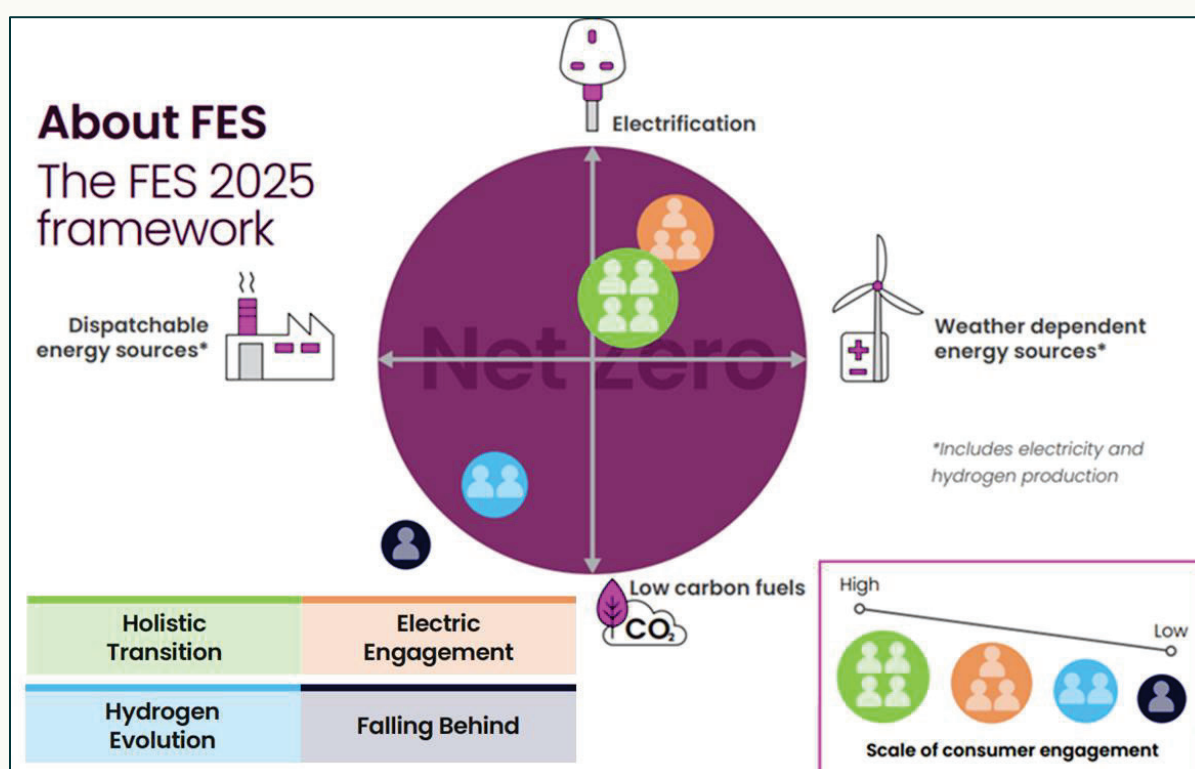 About FES
The FES 2025
framework
Electrification
Dispatchable
energy sources*
Net Zero
Weather dependent
energy sources*
*Includes electricity and
hydrogen production
Low carbon fuels
CO₂
Holistic
Transition
Electric
Engagement
Hydrogen
Evolution
Falling Behind
High
Low
Scale of consumer engagement